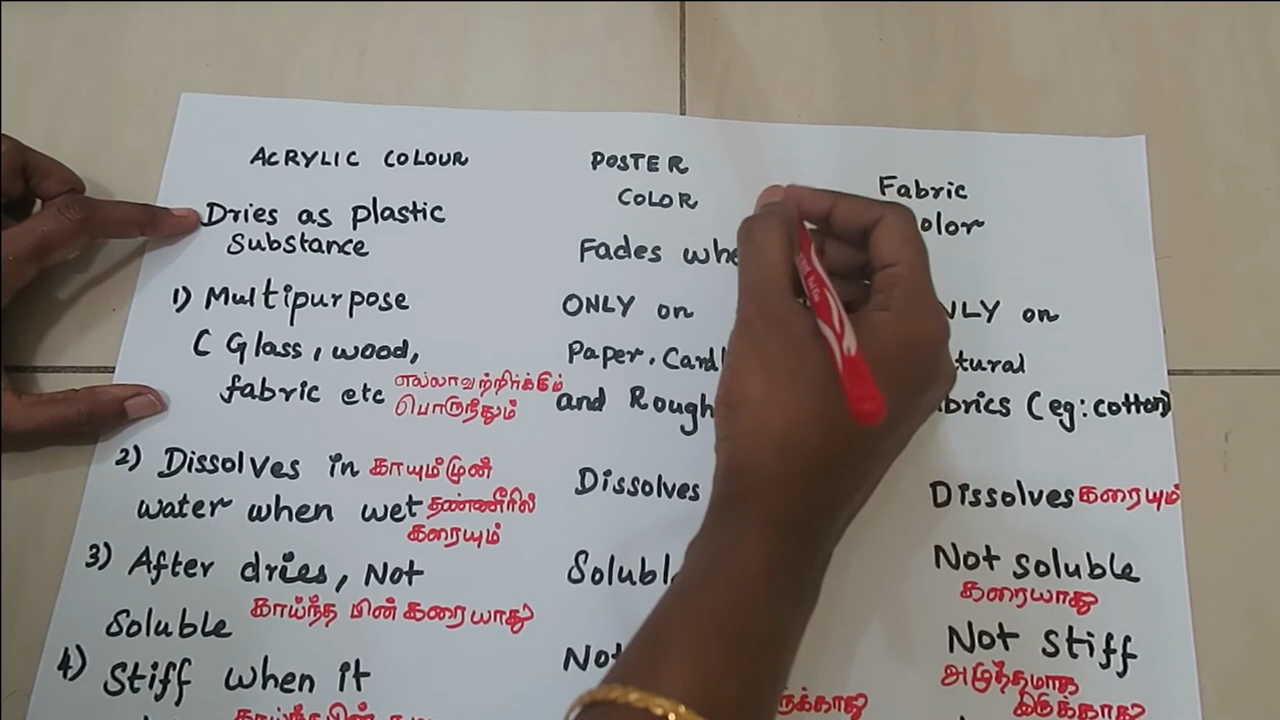 ACRYLIC COLOUR
POSTER
COLOR
Fabric
olor
Dries as plastic
Substance
Fades whe
1) Multipurpose
ONLY on
NLY on
( Glass, wood,
Paper, Card
tural
fabric etc எல்லாவற்றிற்க்கும்
பொருந்தும்
and Rough
brics (eg: cotton)
2) Dissolves in காயும்முன்
water when wet தண்ணீரில்
கரையும்
Dissolves
Dissolves கரையும்
3) After dries, Not
Soluble காய்ந்த பின் கரையாது
Solubl
Not soluble
கரையாது
4) Stiff when it
Not
Not stiff
அழுத்தமாக
இருக்காது
ருக்காது